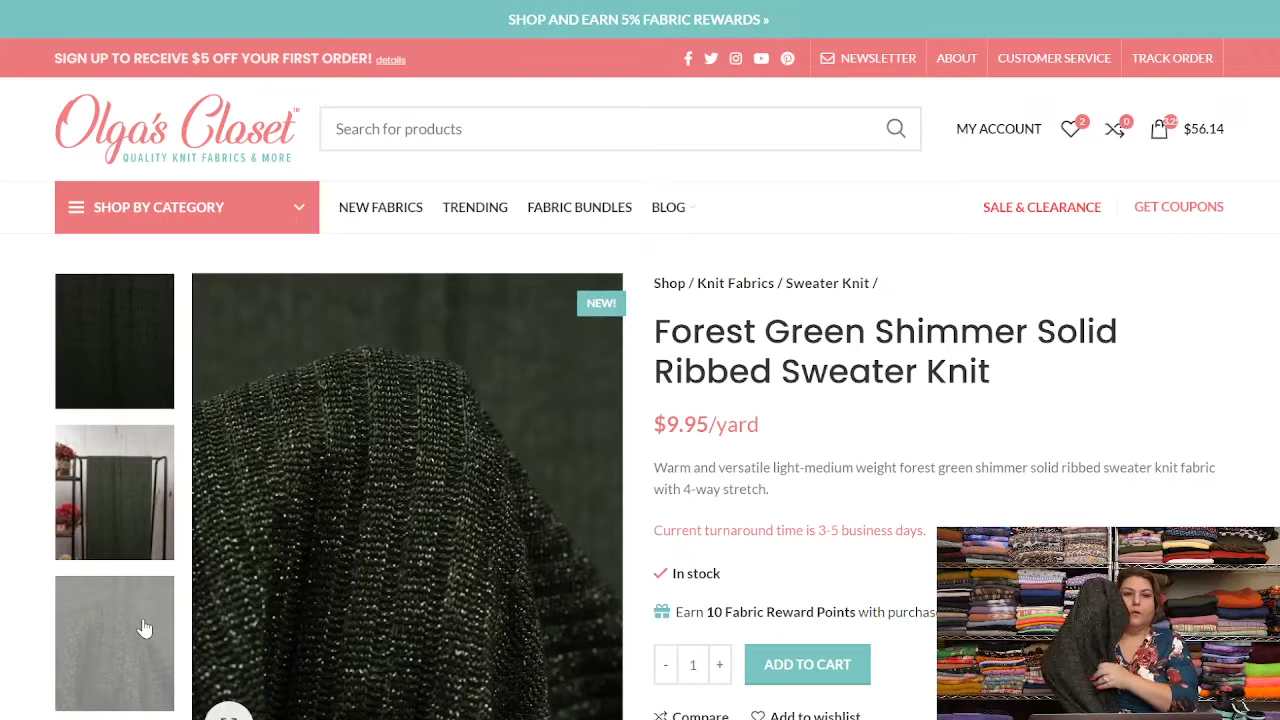 SHOP AND EARN 5% FABRIC REWARDS »
SIGN UP TO RECEIVE $5 OFF YOUR FIRST ORDER! details
NEWSLETTER
ABOUT
CUSTOMER SERVICE
TRACK ORDER
Olga's Closet™
QUALITY KNIT FABRICS & MORE
Search for products
MY ACCOUNT
2
0
$56.14
SHOP BY CATEGORY
NEW FABRICS
TRENDING
FABRIC BUNDLES
BLOG
SALE & CLEARANCE
GET COUPONS
NEW!
Shop / Knit Fabrics / Sweater Knit /
Forest Green Shimmer Solid
Ribbed Sweater Knit
$9.95/yard
Warm and versatile light-medium weight forest green shimmer solid ribbed sweater knit fabric
with 4-way stretch.
Current turnaround time is 3-5 business days.
In stock
Earn 10 Fabric Reward Points with purchas
- 1 +
ADD TO CART
Compare
Add to wishlist